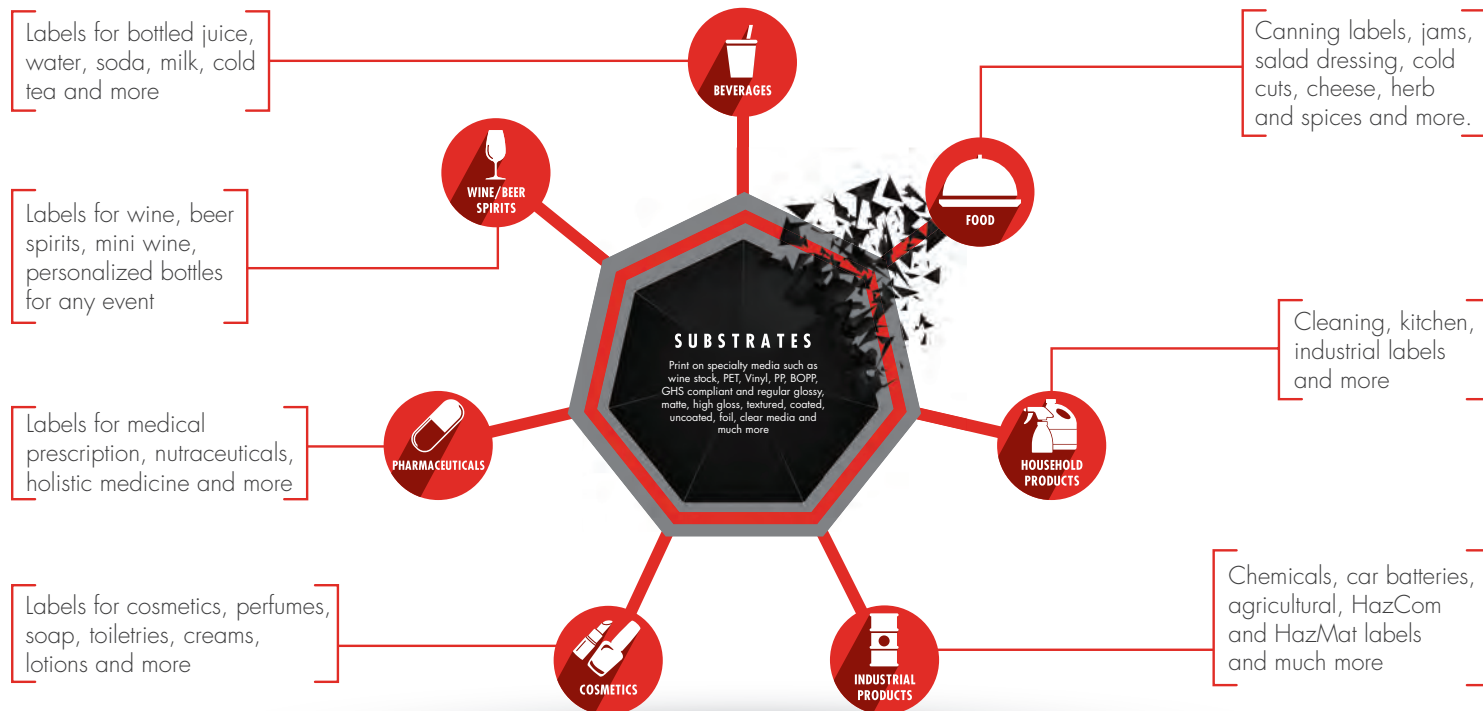 Labels for bottled juice,
water, soda, milk, cold
tea and more
BEVERAGES
Canning labels, jams,
salad dressing, cold
cuts, cheese, herb
and spices and more.
WINE/BEER
SPIRITS
FOOD
Labels for wine, beer
spirits, mini wine,
personalized bottles
for any event
SUBSTRATES
Print on specialty media such as
wine stock, PET, Vinyl, PP, BOPP,
GHS compliant and regular glossy,
matte, high gloss, textured, coated,
uncoated, foil, clear media and
much more
Cleaning, kitchen,
industrial labels
and more
Labels for medical
prescription, nutraceuticals,
holistic medicine and more
PHARMACEUTICALS
HOUSEHOLD
PRODUCTS
Labels for cosmetics, perfumes,
soap, toiletries, creams,
lotions and more
COSMETICS
INDUSTRIAL
PRODUCTS
Chemicals, car batteries,
agricultural, HazCom
and HazMat labels
and much more